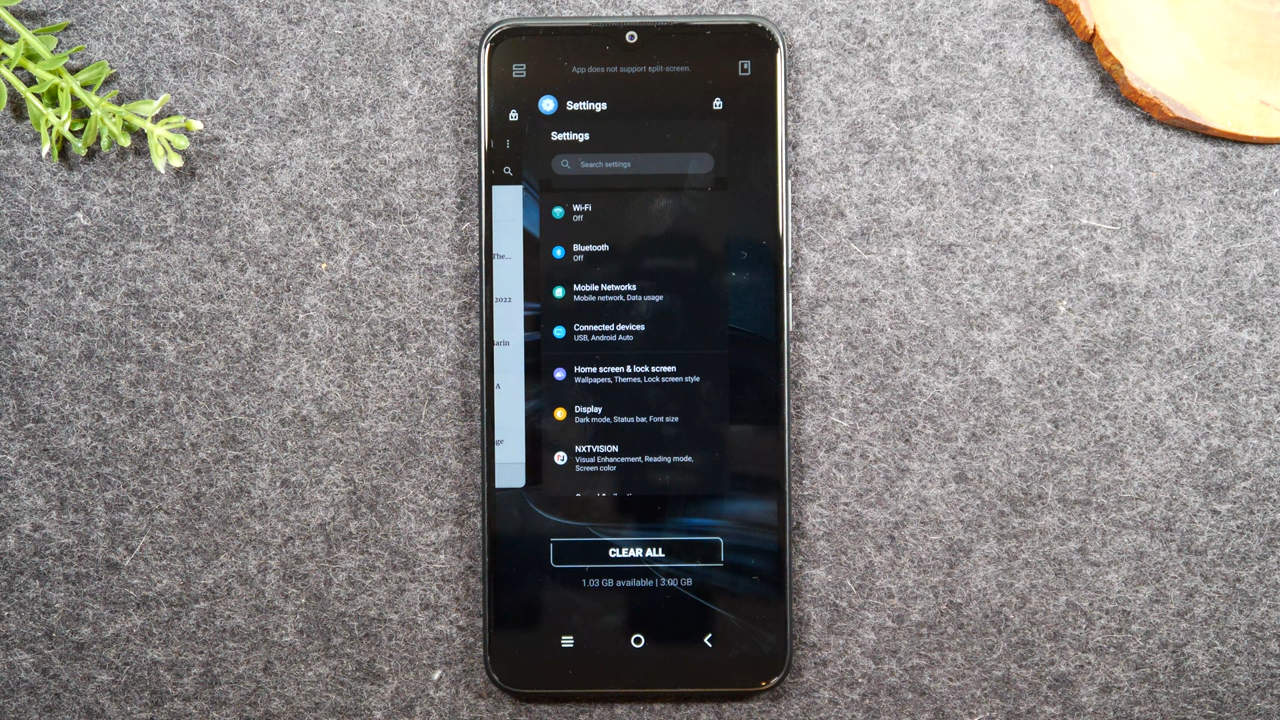 App does not support split-screen.
Settings
Settings
Search settings
Wi-Fi
Off
Bluetooth
Off
Mobile Networks
Mobile network, Data usage
Connected devices
USB, Android Auto
Home screen & lock screen
Wallpapers, Themes, Lock screen style
Display
Dark mode, Status bar, Font size
NXTVISION
Visual Enhancement, Reading mode,
Screen color
The...
2022
A
CLEAR ALL
1.03 GB available | 3.00 GB